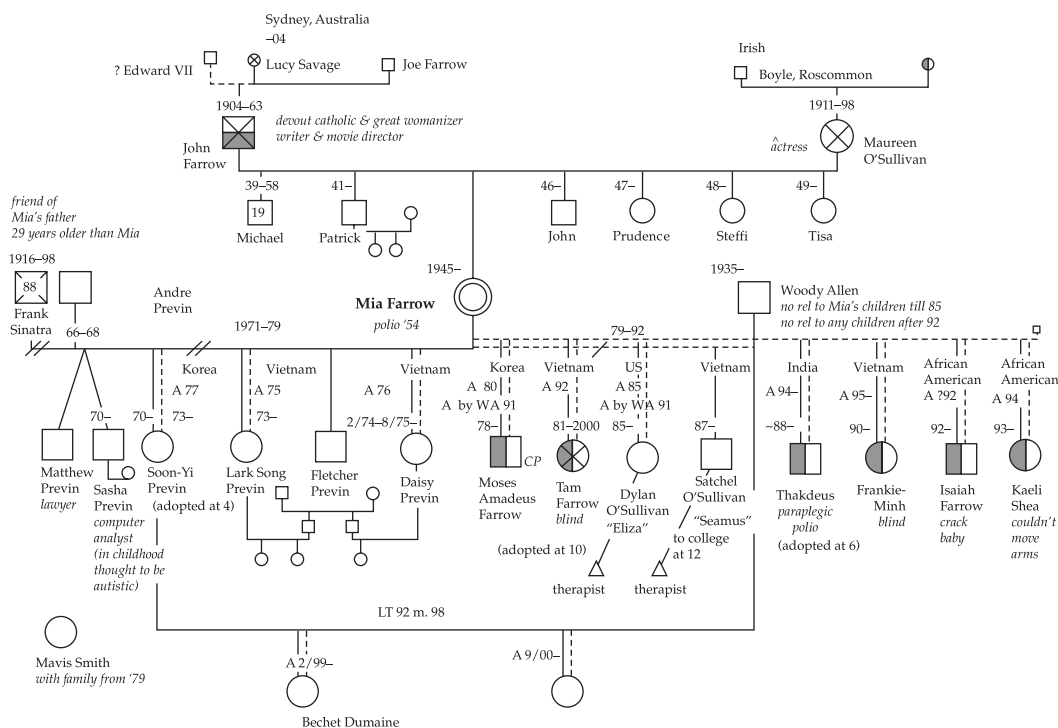 Sydney, Australia
–04
? Edward VII
Lucy Savage
Joe Farrow
Irish
Boyle, Roscommon
1904–63
devout catholic & great womanizer
writer & movie director
John
Farrow
1911–98
^
actress
Maureen
O'Sullivan
39–58
41–
46–
47–
48–
49–
19
Michael
Patrick
John
Prudence
Steffi
Tisa
friend of
Mia's father
29 years older than Mia
1916–98
88
Frank
Sinatra
66–68
Andre
Previn
1971–79
1945–
Mia Farrow
polio '54
1935–
Woody Allen
no rel to Mia's children till 85
no rel to any children after 92
79–92
Korea
A 77
70–
73–
70–
Matthew
Previn
lawyer
Sasha
Previn
computer
analyst
(in childhood
thought to be
autistic)
Soon-Yi
Previn
(adopted at 4)
Vietnam
A 75
73–
Lark Song
Previn
Fletcher
Previn
Vietnam
A 76
2/74–8/75–
Daisy
Previn
Korea
A 80
A by WA 91
78–
CP
Moses
Amadeus
Farrow
Vietnam
A 92
81–2000
Tam
Farrow
blind
(adopted at 10)
US
A 85
A by WA 91
85–
Dylan
O'Sullivan
"Eliza"
therapist
Vietnam
87–
Satchel
O'Sullivan
"Seamus"
to college
at 12
therapist
India
A 94–
~88–
Thakdeus
paraplegic
polio
(adopted at 6)
Vietnam
A 95–
90–
Frankie-
Minh
blind
African
American
A ?92
92–
Isaiah
Farrow
crack
baby
African
American
A 94
93–
Kaeli
Shea
couldn't
move
arms
LT 92 m. 98
Mavis Smith
with family from '79
A 2/99–
Bechet Dumaine
A 9/00–